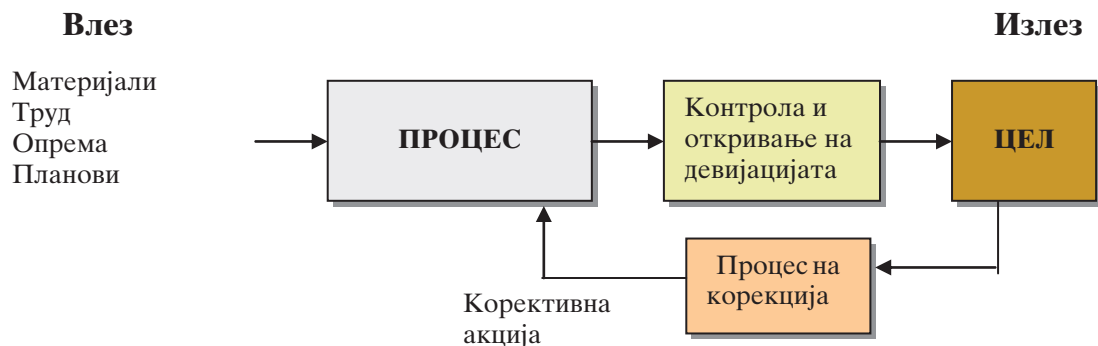 Влез
Излез
Материјали
Труд
Опрема
Планови
ПРОЦЕС
Контрола и
откривање на
девијацијата
ЦЕЛ
Процес на
корекција
Корективна
акција